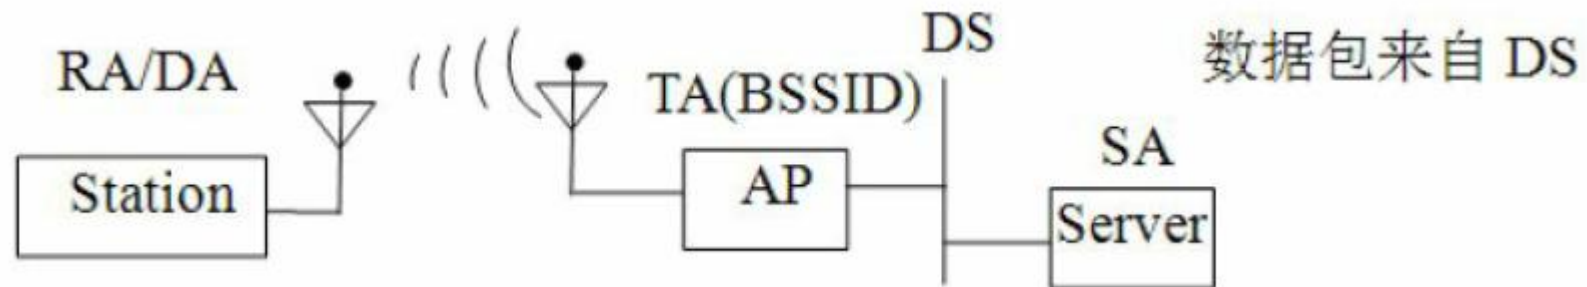 DS
数据包来自 DS
RA/DA
TA(BSSID)
SA
Station
AP
Server